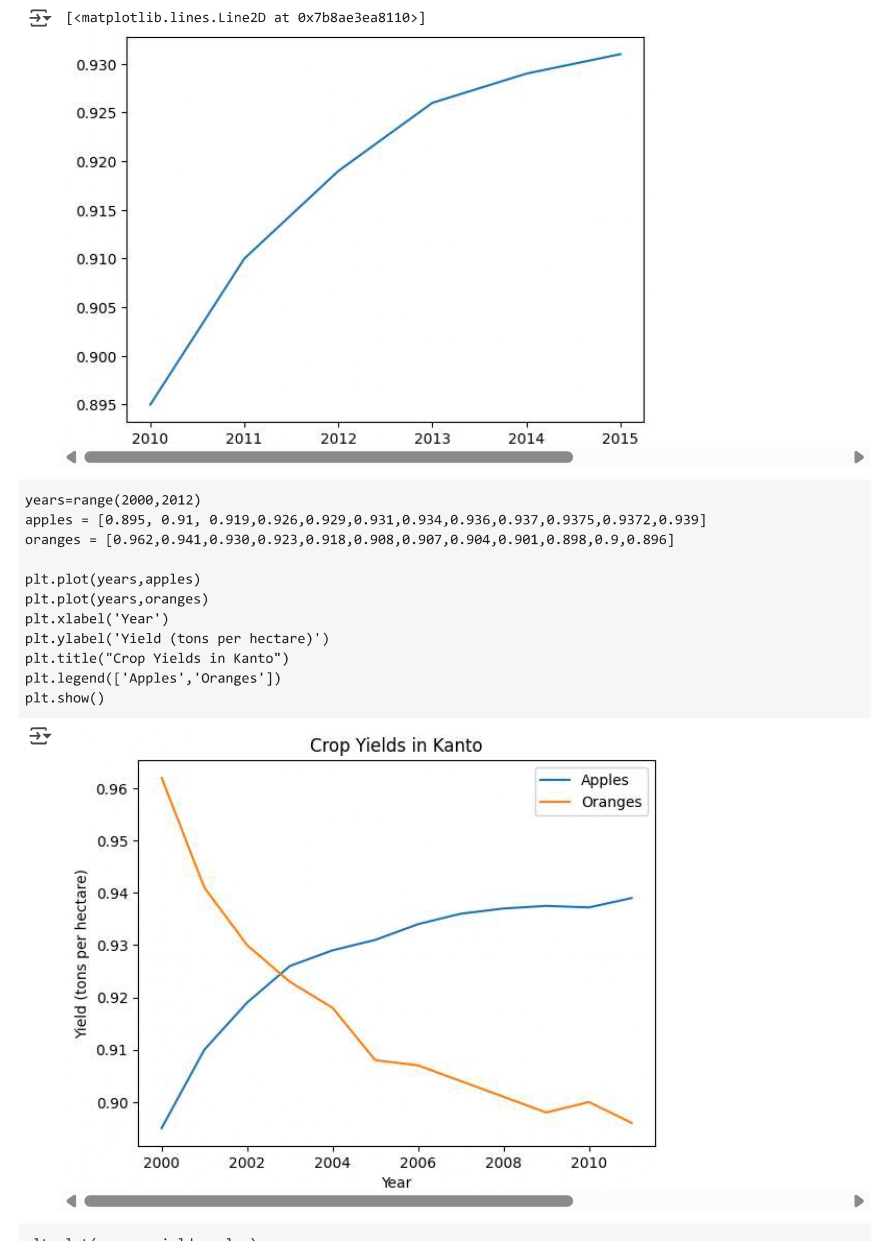 [<matplotlib.lines.Line2D at 0x7b8ae3ea8110>]
0.930
0.925
0.920
0.915
0.910
0.905
0.900
0.895
2010 2011 2012 2013 2014 2015
years=range(2000,2012)
apples = [0.895, 0.91, 0.919,0.926,0.929,0.931,0.934,0.936,0.937,0.9375,0.9372,0.939]
oranges = [0.962,0.941,0.930,0.923,0.918,0.908,0.907,0.904,0.901,0.898,0.9,0.896]
plt.plot(years,apples)
plt.plot(years,oranges)
plt.xlabel('Year')
plt.ylabel('Yield (tons per hectare)')
plt.title("Crop Yields in Kanto")
plt.legend(['Apples','Oranges'])
plt.show()
Crop Yields in Kanto
Apples
Oranges
Yield (tons per hectare)
0.96
0.95
0.94
0.93
0.92
0.91
0.90
2000 2002 2004 2006 2008 2010
Year